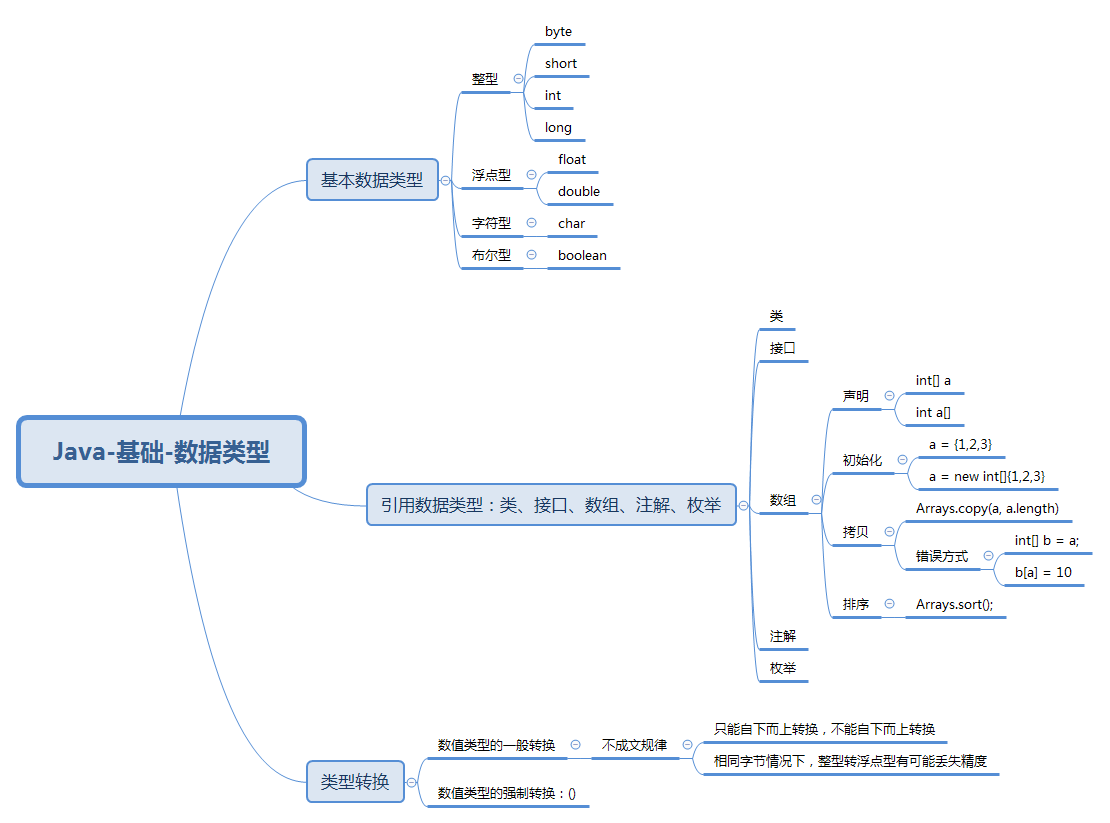 Java-基础-数据类型
基本数据类型
整型
byte
short
int
long
浮点型
float
double
字符型
char
布尔型
boolean
引用数据类型：类、接口、数组、注解、枚举
类
接口
数组
声明
int[] a
int a[]
初始化
a = {1,2,3}
a = new int[]{1,2,3}
拷贝
Arrays.copy(a, a.length)
错误方式
int[] b = a;
b[a] = 10
排序
Arrays.sort();
注解
枚举
类型转换
数值类型的一般转换
不成文规律
只能自下而上转换，不能自下而上转换
相同字节情况下，整型转浮点型有可能丢失精度
数值类型的强制转换：()